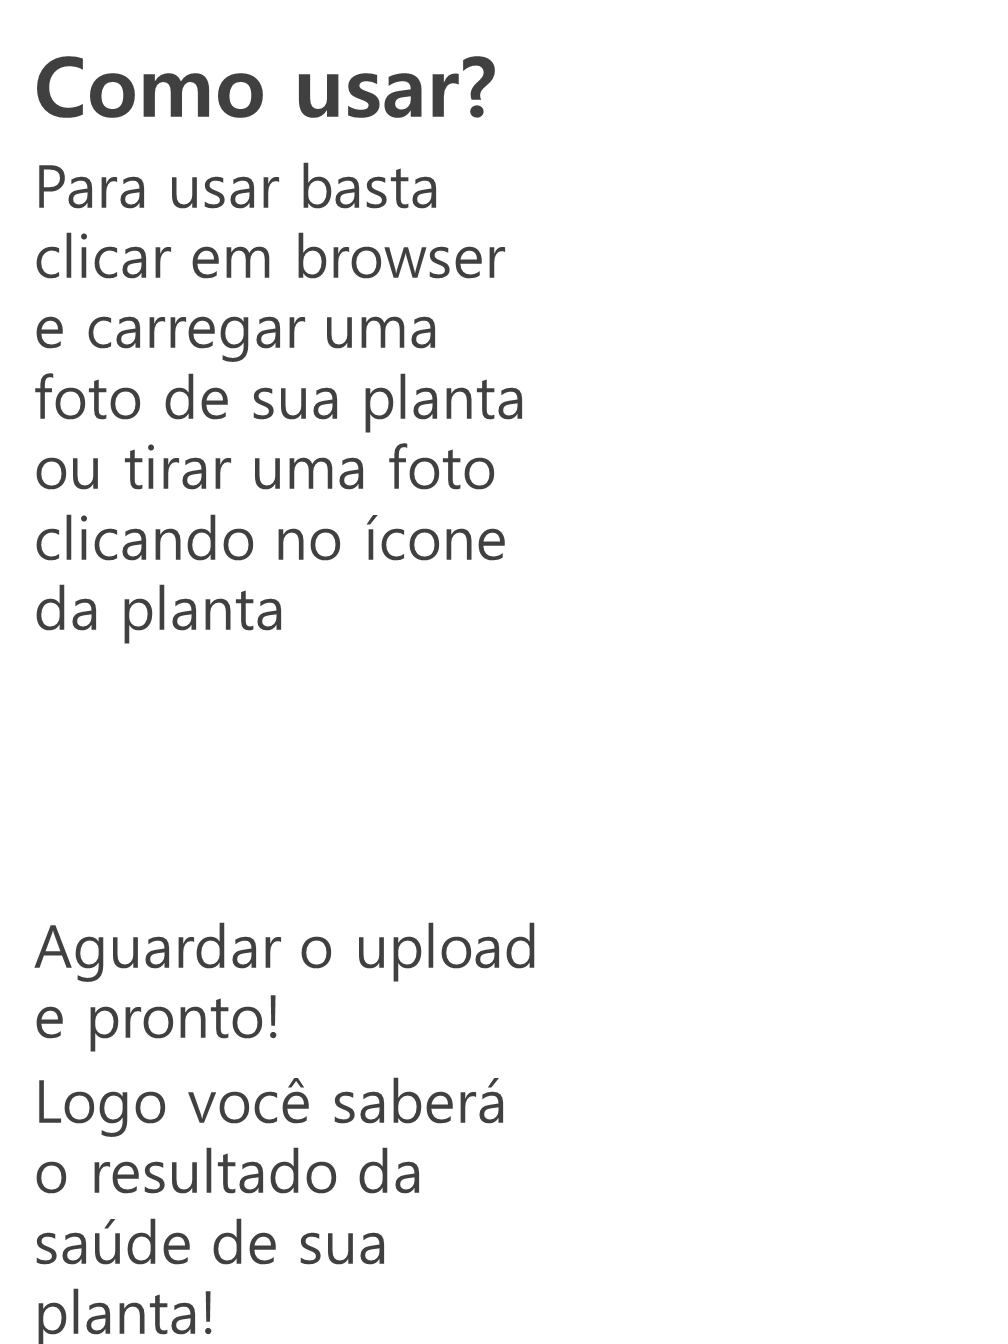 Como usar?
Para usar basta
clicar em browser
e carregar uma
foto de sua planta
ou tirar uma foto
clicando no ícone
da planta
Aguardar o upload
e pronto!
Logo você saberá
o resultado da
saúde de sua
planta!